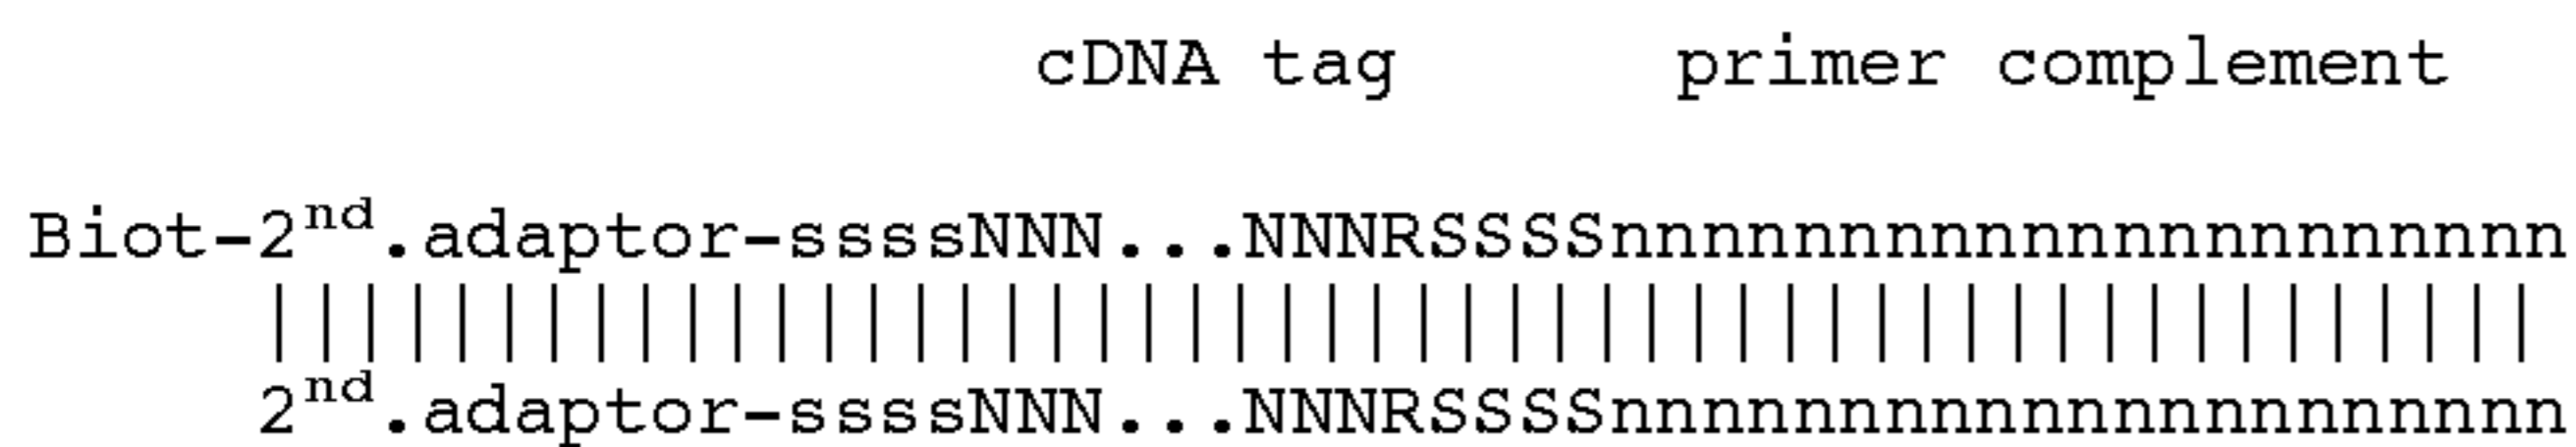 cDNA tag primer complement
Biot-2nd.adaptor-ssssNNN...NNNRSSSSnnnnnnnnnnnnnnnnnnnnn
||||||||||||||||||||||||||||||||||||||||||||||||||
2nd.adaptor-ssssNNN...NNNRSSSSnnnnnnnnnnnnnnnnnnnnn